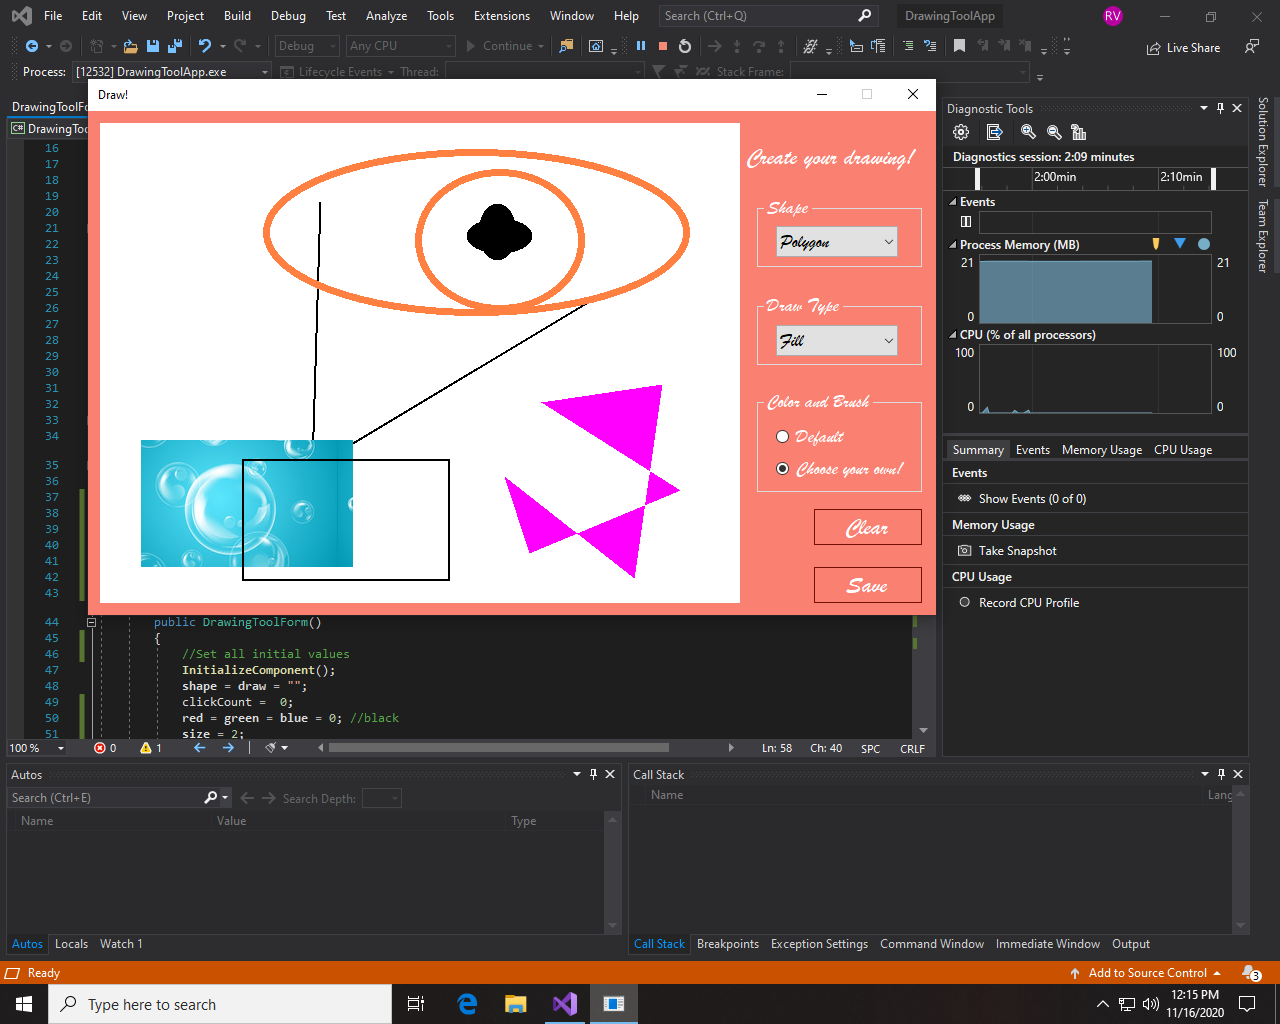 File Edit View Project Build Debug Test Analyze Tools Extensions Window Help Search (Ctrl+Q) DrawingToolApp RV
Debug Any CPU Continue Live Share
Process: [12532] DrawingToolApp.exe Lifecycle Events Thread: Stack Frame:
Draw!
DrawingToolFo
C# DrawingToo
Create your drawing!
Shape
Polygon
Draw Type
Fill
Color and Brush
Default
Choose your own!
Clear
Save
16
17
18
19
20
21
22
23
24
25
26
27
28
29
30
31
32
33
34
35
36
37
38
39
40
41
42
43
44 public DrawingToolForm()
45 {
46 //Set all initial values
47 InitializeComponent();
48 shape = draw = "";
49 clickCount = 0;
50 red = green = blue = 0; //black
51 size = 2;
100 % 0 1 Ln: 58 Ch: 40 SPC CRLF
Diagnostic Tools
Diagnostics session: 2:09 minutes
2:00min 2:10min
Events
Process Memory (MB)
21 21
0 0
CPU (% of all processors)
100 100
0 0
Summary Events Memory Usage CPU Usage
Events
Show Events (0 of 0)
Memory Usage
Take Snapshot
CPU Usage
Record CPU Profile
Solution Explorer
Team Explorer
Autos
Search (Ctrl+E) Search Depth:
Name Value Type
Autos Locals Watch 1
Call Stack
Name Lang
Call Stack Breakpoints Exception Settings Command Window Immediate Window Output
Ready Add to Source Control 3
Type here to search
12:15 PM
11/16/2020